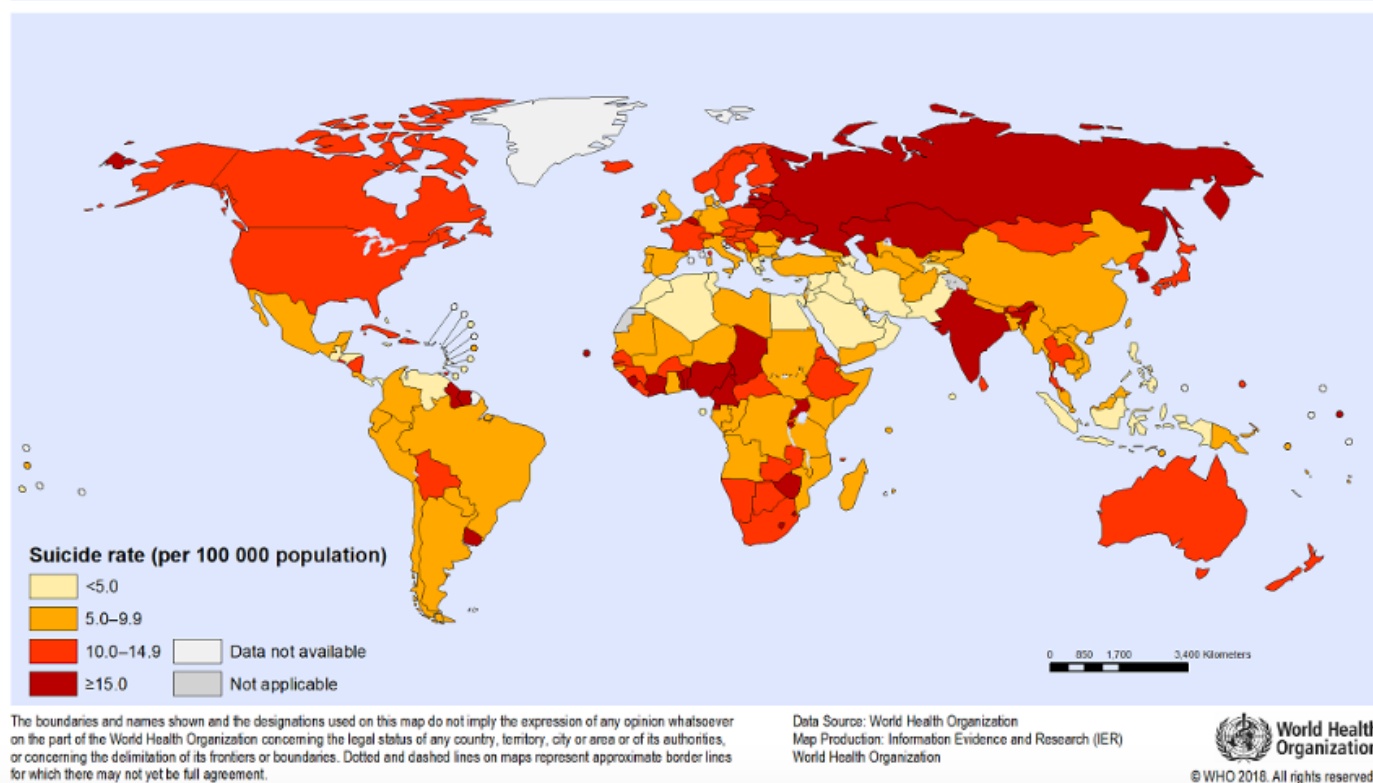 Suicide rate (per 100 000 population)
<5.0
5.0–9.9
10.0–14.9
≥15.0
Data not available
Not applicable
0 850 1,700 3,400 Kilometers
The boundaries and names shown and the designations used on this map do not imply the expression of any opinion whatsoever
on the part of the World Health Organization concerning the legal status of any country, territory, city or area or of its authorities,
or concerning the delimitation of its frontiers or boundaries. Dotted and dashed lines on maps represent approximate border lines
for which there may not yet be full agreement.
Data Source: World Health Organization
Map Production: Information Evidence and Research (IER)
World Health Organization
World Health
Organization
© WHO 2018. All rights reserved